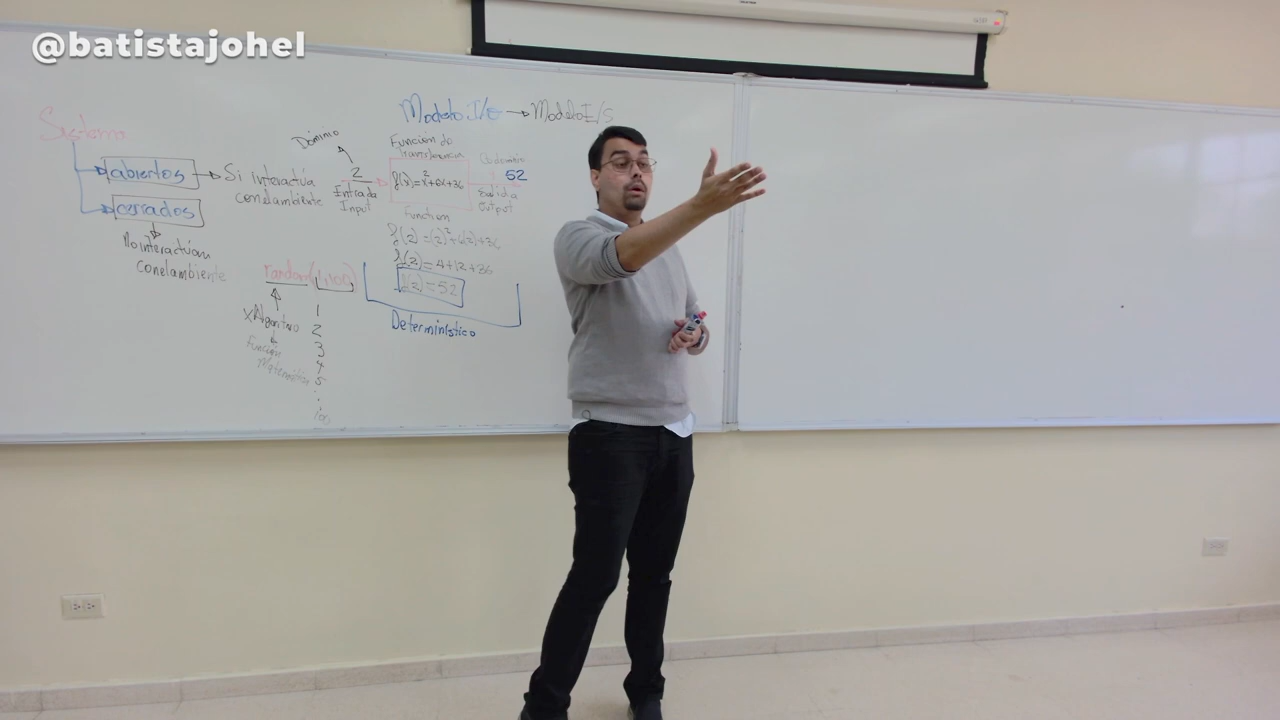 @batistajohel
Modelo I/O → Modelo E/S
Sistema
abiertos → Si interactúa
con el ambiente
cerrados
No interactúan
con el ambiente
Dominio
2
Entrada
Input
Función de
transferencia
f(x)=x²+6x+36
Codominio
52
Salida
Output
Function
f(2)=(2)²+6(2)+36
f(2)=4+12+36
f(2)=52
Determinístico
random(1,100)
Algoritmo
Función
Matemática
1
2
3
4
5
.
.
100